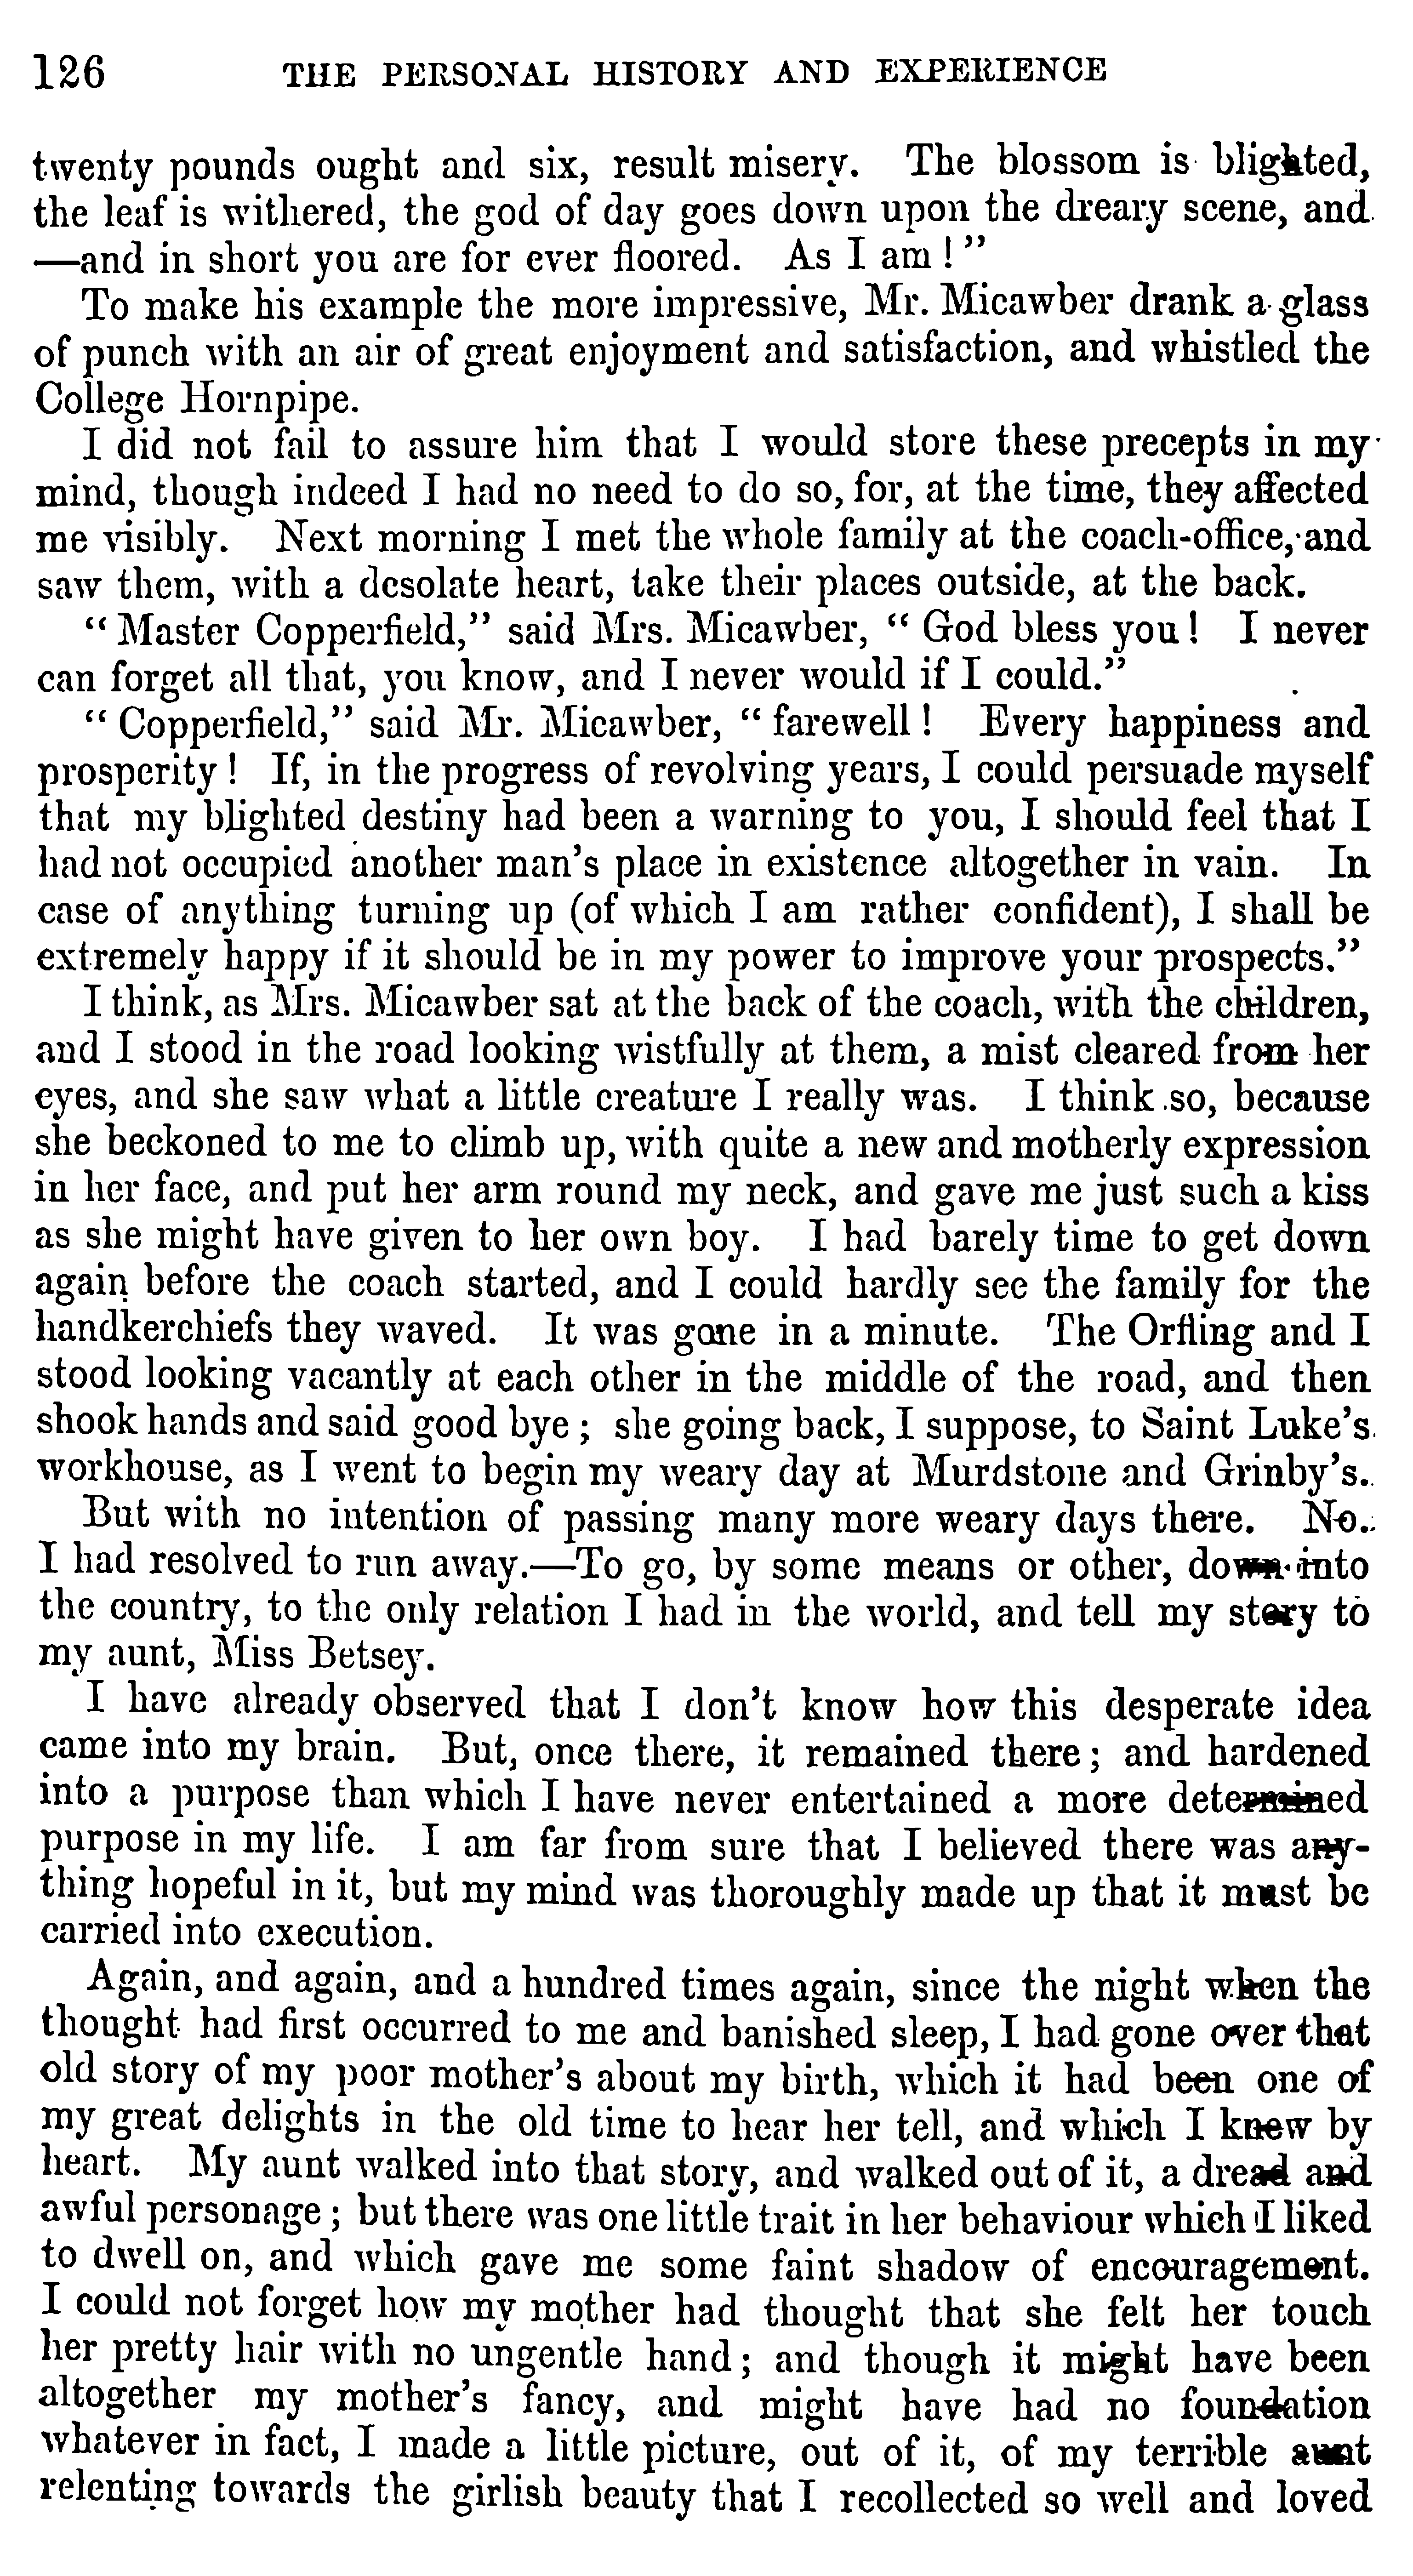 126 THE PERSONAL HISTORY AND EXPERIENCE
twenty pounds ought and six, result misery. The blossom is blighted,
the leaf is withered, the god of day goes down upon the dreary scene, and
—and in short you are for ever floored. As I am!"
To make his example the more impressive, Mr. Micawber drank a glass
of punch with an air of great enjoyment and satisfaction, and whistled the
College Hornpipe.
I did not fail to assure him that I would store these precepts in my
mind, though indeed I had no need to do so, for, at the time, they affected
me visibly. Next morning I met the whole family at the coach-office, and
saw them, with a desolate heart, take their places outside, at the back.
"Master Copperfield," said Mrs. Micawber, "God bless you! I never
can forget all that, you know, and I never would if I could."
"Copperfield," said Mr. Micawber, "farewell! Every happiness and
prosperity! If, in the progress of revolving years, I could persuade myself
that my blighted destiny had been a warning to you, I should feel that I
had not occupied another man's place in existence altogether in vain. In
case of anything turning up (of which I am rather confident), I shall be
extremely happy if it should be in my power to improve your prospects."
I think, as Mrs. Micawber sat at the back of the coach, with the children,
and I stood in the road looking wistfully at them, a mist cleared from her
eyes, and she saw what a little creature I really was. I think so, because
she beckoned to me to climb up, with quite a new and motherly expression
in her face, and put her arm round my neck, and gave me just such a kiss
as she might have given to her own boy. I had barely time to get down
again before the coach started, and I could hardly see the family for the
handkerchiefs they waved. It was gone in a minute. The Orfling and I
stood looking vacantly at each other in the middle of the road, and then
shook hands and said good bye; she going back, I suppose, to Saint Luke's
workhouse, as I went to begin my weary day at Murdstone and Grinby's.
But with no intention of passing many more weary days there. No.
I had resolved to run away.—To go, by some means or other, down into
the country, to the only relation I had in the world, and tell my story to
my aunt, Miss Betsey.
I have already observed that I don't know how this desperate idea
came into my brain. But, once there, it remained there; and hardened
into a purpose than which I have never entertained a more determined
purpose in my life. I am far from sure that I believed there was any-
thing hopeful in it, but my mind was thoroughly made up that it must be
carried into execution.
Again, and again, and a hundred times again, since the night when the
thought had first occurred to me and banished sleep, I had gone over that
old story of my poor mother's about my birth, which it had been one of
my great delights in the old time to hear her tell, and which I knew by
heart. My aunt walked into that story, and walked out of it, a dread and
awful personage; but there was one little trait in her behaviour which I liked
to dwell on, and which gave me some faint shadow of encouragement.
I could not forget how my mother had thought that she felt her touch
her pretty hair with no ungentle hand; and though it might have been
altogether my mother's fancy, and might have had no foundation
whatever in fact, I made a little picture, out of it, of my terrible aunt
relenting towards the girlish beauty that I recollected so well and loved